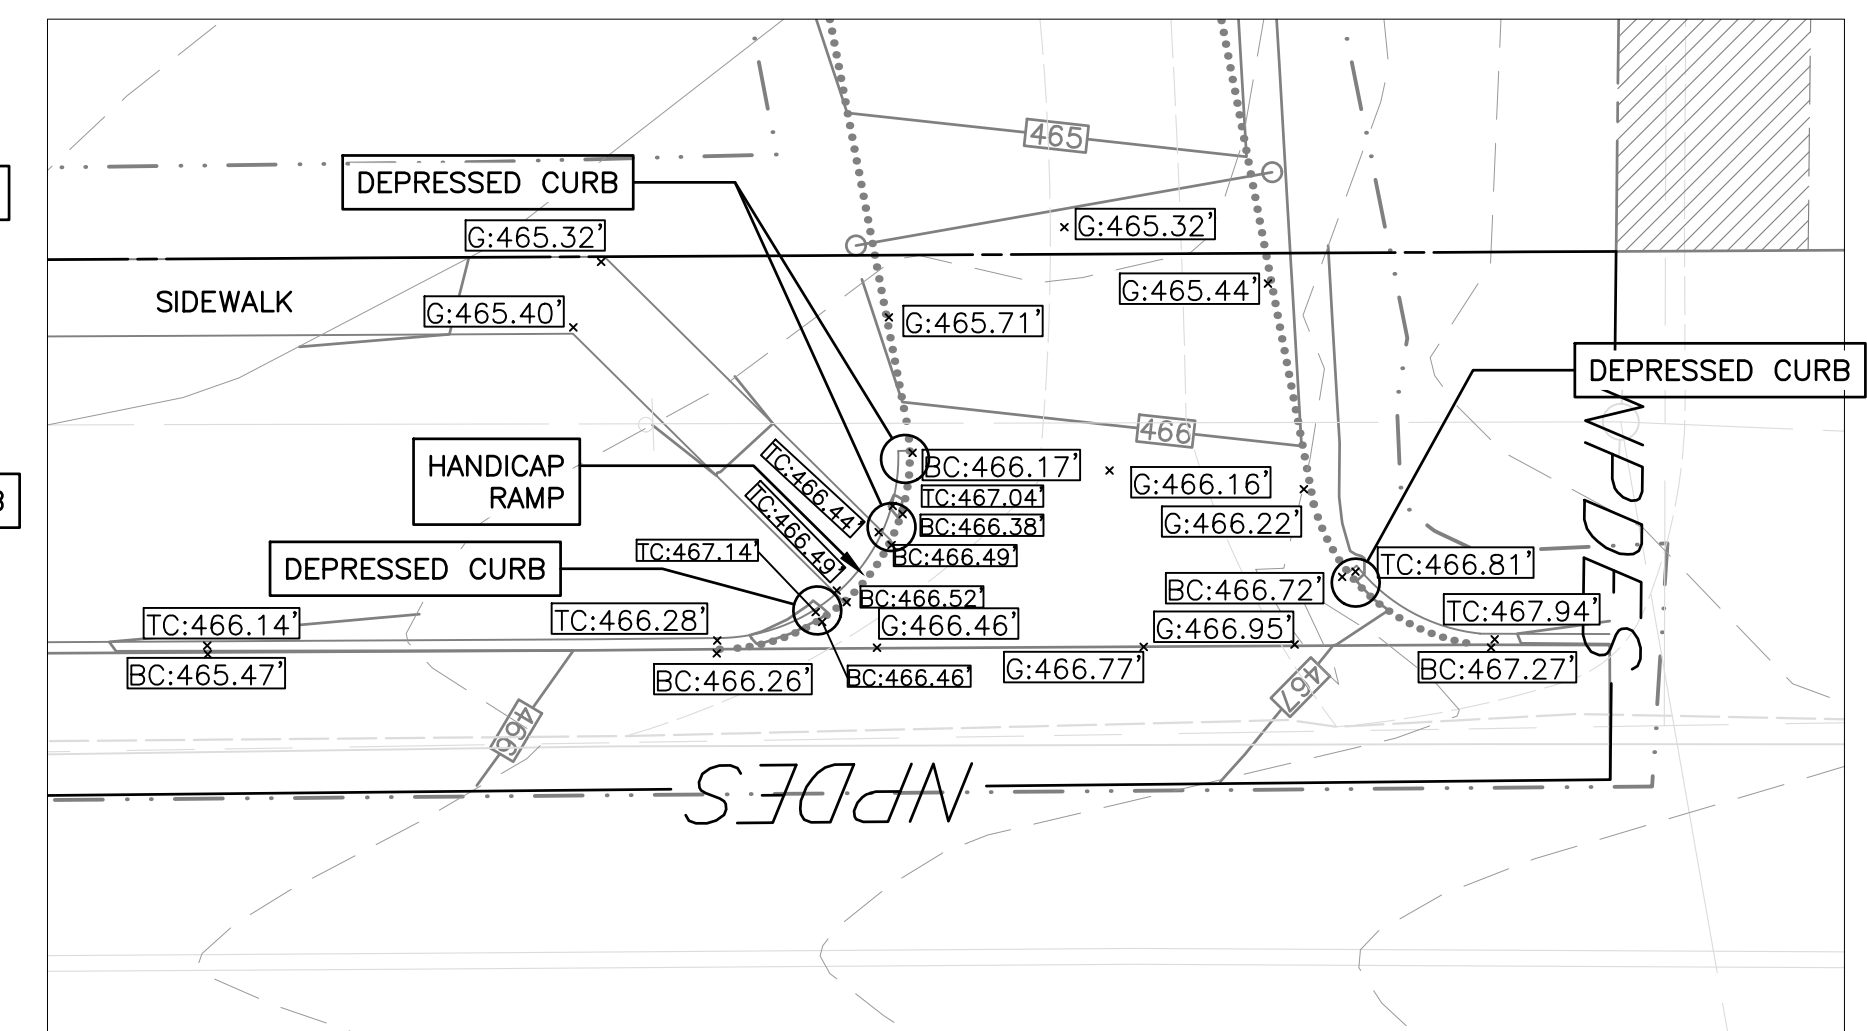 465
DEPRESSED CURB
G:465.32'
G:465.32'
G:465.44'
SIDEWALK
G:465.40'
G:465.71'
DEPRESSED CURB
466
HANDICAP
RAMP
TC:466.44'
TC:466.49'
BC:466.17'
TC:467.04'
BC:466.38'
BC:466.49'
G:466.16'
G:466.22'
NPDES
TC:467.14'
DEPRESSED CURB
BC:466.52'
TC:466.81'
BC:466.72'
TC:466.14'
TC:466.28'
G:466.46'
G:466.95'
TC:467.94'
BC:465.47'
BC:466.26'
BC:466.46'
G:466.77'
467
BC:467.27'
466
NPDES